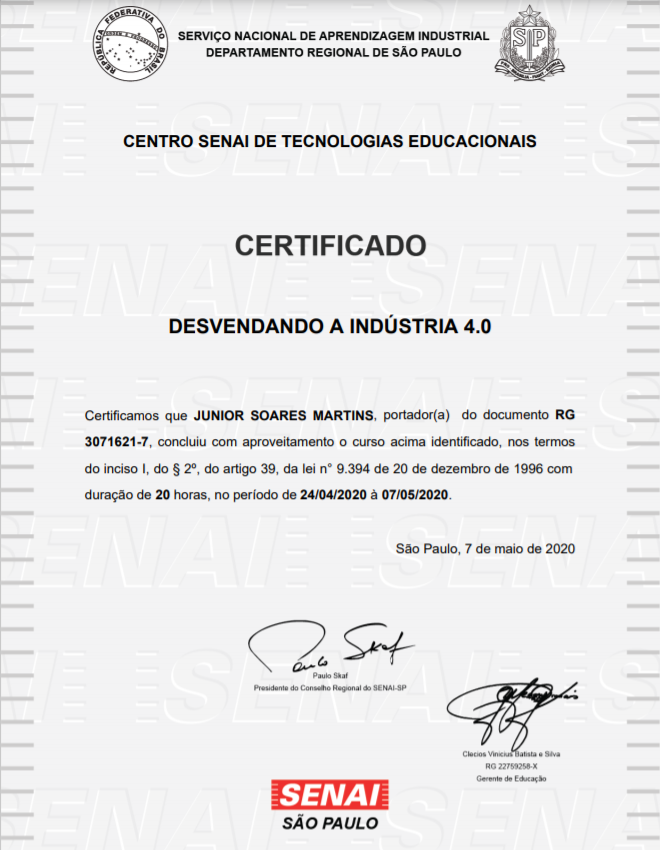 REPÚBLICA FEDERATIVA DO BRASIL
SERVIÇO NACIONAL DE APRENDIZAGEM INDUSTRIAL
DEPARTAMENTO REGIONAL DE SÃO PAULO
SP
CENTRO SENAI DE TECNOLOGIAS EDUCACIONAIS
CERTIFICADO
DESVENDANDO A INDÚSTRIA 4.0
Certificamos que JUNIOR SOARES MARTINS, portador(a) do documento RG
3071621-7, concluiu com aproveitamento o curso acima identificado, nos termos
do inciso I, do § 2º, do artigo 39, da lei n° 9.394 de 20 de dezembro de 1996 com
duração de 20 horas, no período de 24/04/2020 à 07/05/2020.
São Paulo, 7 de maio de 2020
Paulo Skaf
Paulo Skaf
Presidente do Conselho Regional do SENAI-SP
Clecios Vinícius Batista e Silva
RG 22759258-X
Gerente de Educação
SENAI
SÃO PAULO